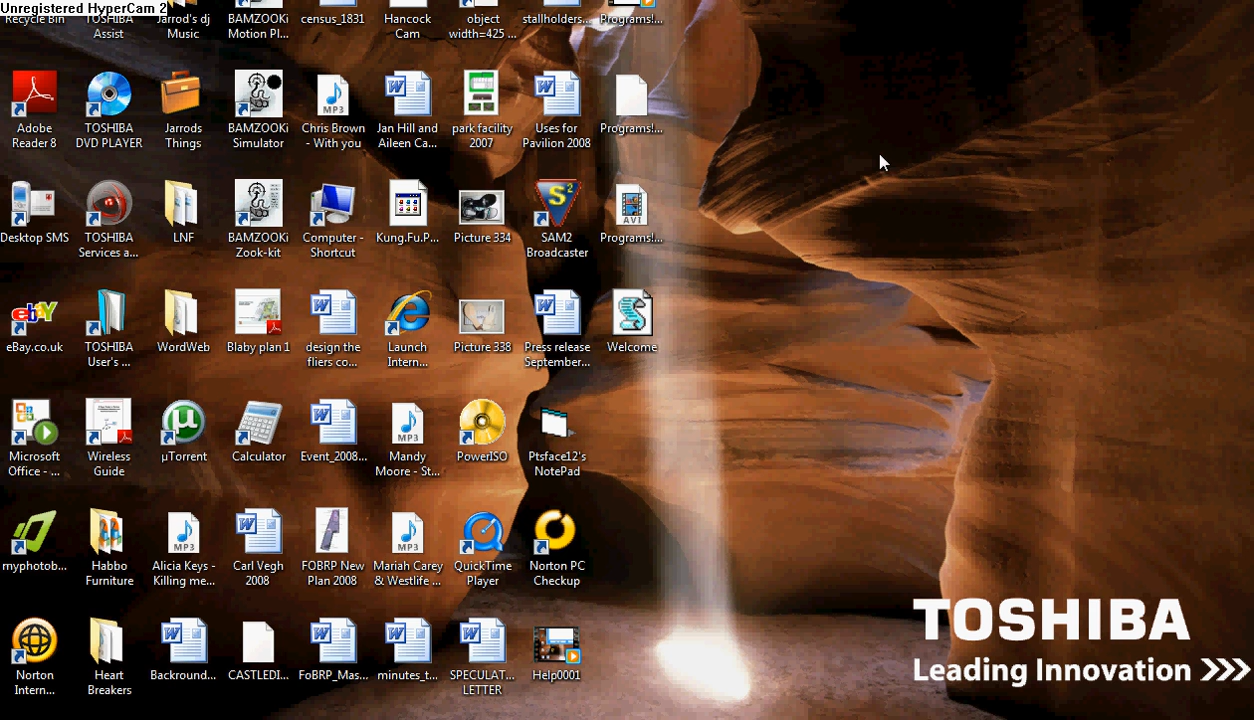 Unregistered HyperCam 2
Recycle Bin
TOSHIBA
Assist
Jarrod's dj
Music
BAMZOOKi
Motion Pl...
census_1831
Hancock
Cam
object
width=425 ...
stallholders...
Programs!...
Adobe
Reader 8
TOSHIBA
DVD PLAYER
Jarrods
Things
BAMZOOKi
Simulator
MP3
Chris Brown
- With you
Jan Hill and
Aileen Ca...
park facility
2007
Uses for
Pavilion 2008
Programs!...
Desktop SMS
TOSHIBA
Services a...
LNF
BAMZOOKi
Zook-kit
Computer -
Shortcut
Kung.Fu.P...
Picture 334
SAM2
Broadcaster
AVI
Programs!...
eBay.co.uk
TOSHIBA
User's ...
WordWeb
Blaby plan 1
design the
fliers co...
Launch
Intern...
Picture 338
Press release
September...
Welcome
Microsoft
Office - ...
Wireless
Guide
µTorrent
Calculator
Event_2008...
MP3
Mandy
Moore - St...
PowerISO
Ptsface12's
NotePad
myphotob...
Habbo
Furniture
MP3
Alicia Keys -
Killing me...
Carl Vegh
2008
FOBRP New
Plan 2008
MP3
Mariah Carey
& Westlife ...
QuickTime
Player
Norton PC
Checkup
Norton
Intern...
Heart
Breakers
Backround...
CASTLEDI...
FoBRP_Mas...
minutes_t...
SPECULAT...
LETTER
Help0001
TOSHIBA
Leading Innovation >>>